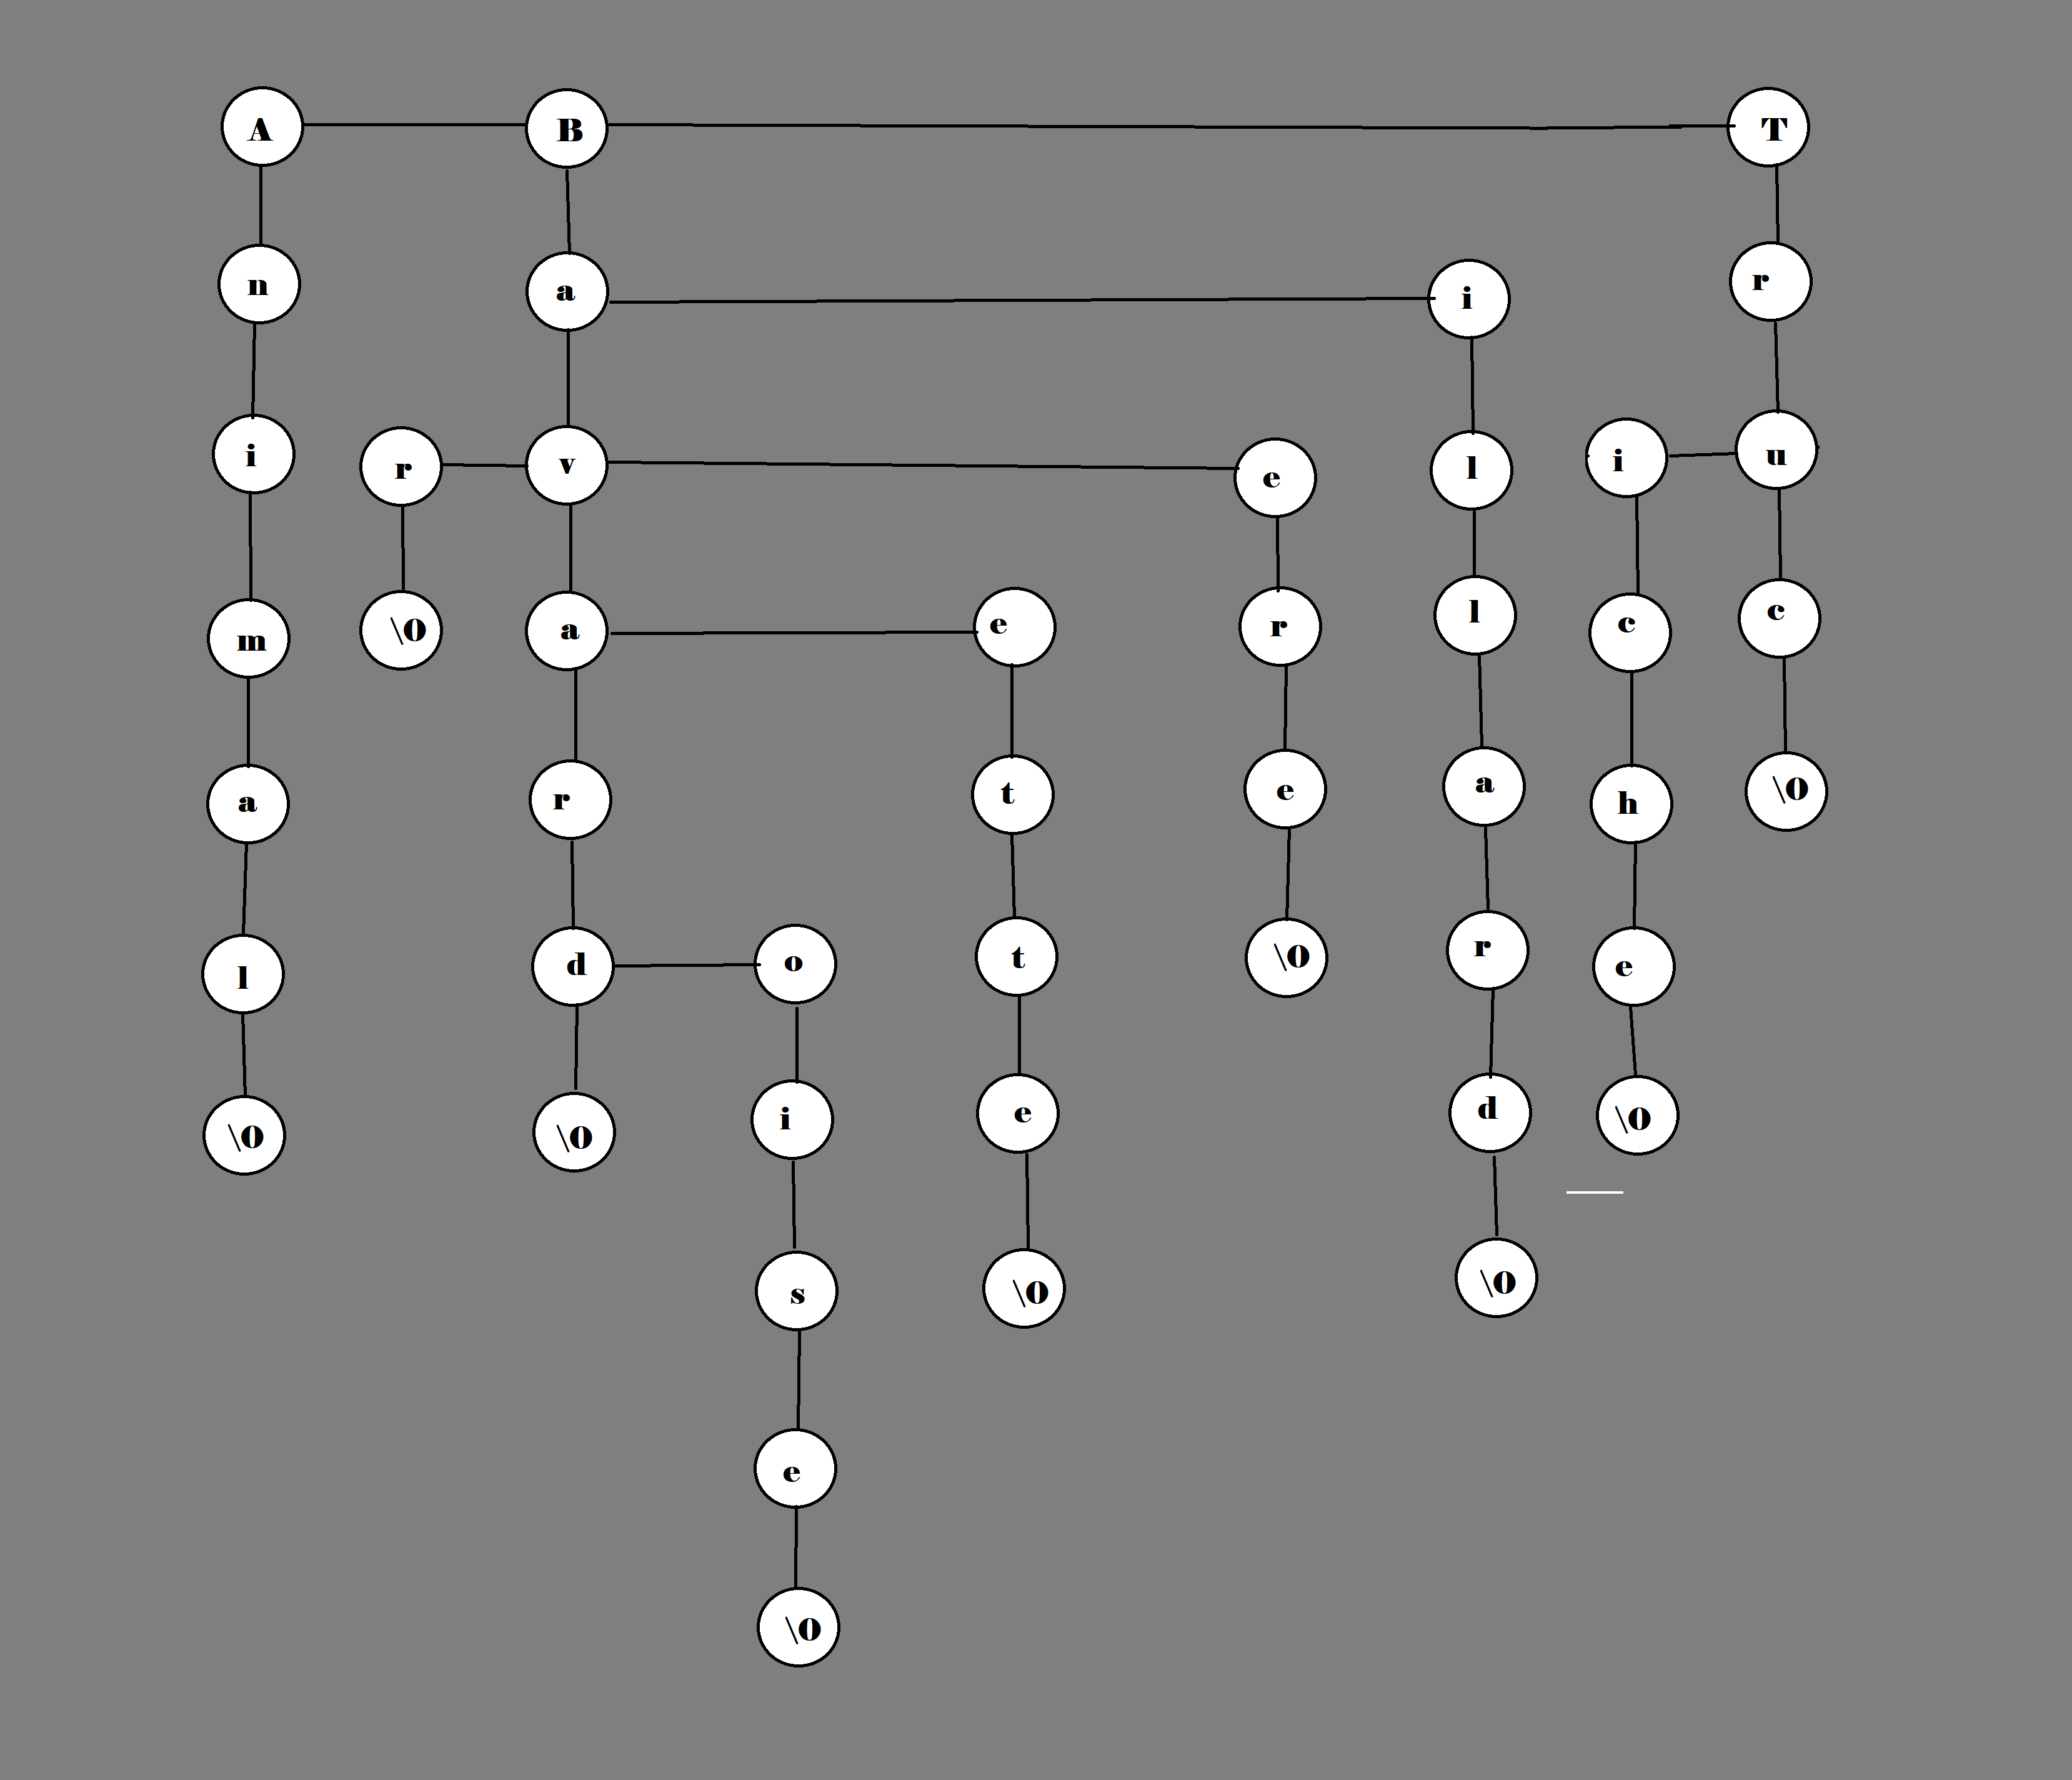 A B T
n a i r
i r v e i l u
m \0 a e r l c c
a r t e a h \0
l d o t \0 r e
\0 \0 i e d \0
s \0 \0
e
\0